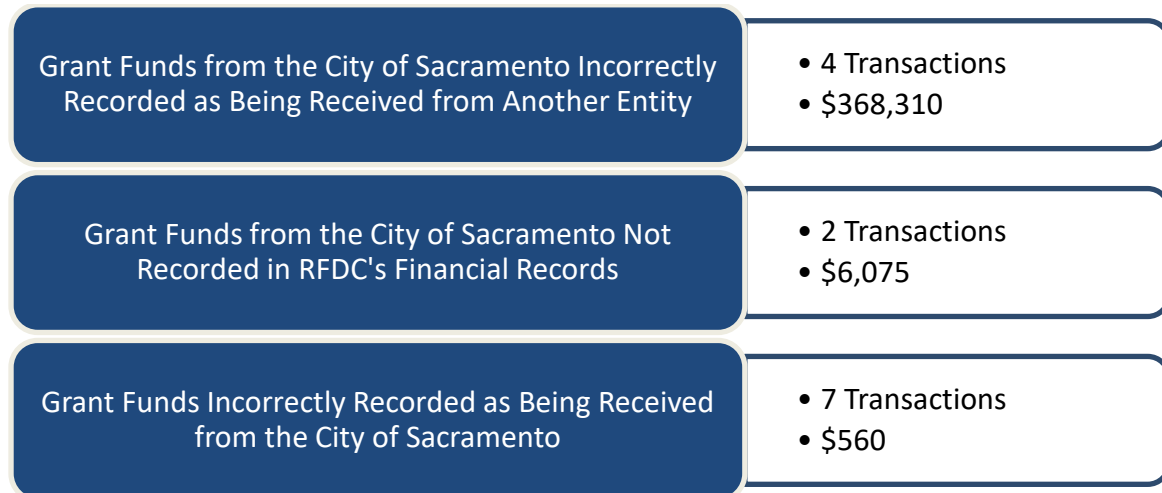 Grant Funds from the City of Sacramento Incorrectly
Recorded as Being Received from Another Entity
• 4 Transactions
• $368,310
Grant Funds from the City of Sacramento Not
Recorded in RFDC's Financial Records
• 2 Transactions
• $6,075
Grant Funds Incorrectly Recorded as Being Received
from the City of Sacramento
• 7 Transactions
• $560